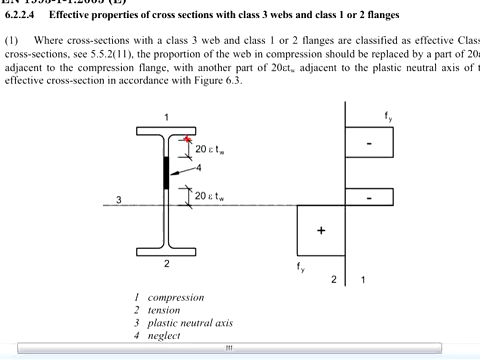 EN 1993-1-1:2005 (E)
6.2.2.4 Effective properties of cross sections with class 3 webs and class 1 or 2 flanges
(1) Where cross-sections with a class 3 web and class 1 or 2 flanges are classified as effective Clas
cross-sections, see 5.5.2(11), the proportion of the web in compression should be replaced by a part of 20
adjacent to the compression flange, with another part of 20εtw adjacent to the plastic neutral axis of
effective cross-section in accordance with Figure 6.3.
1
fy
20 ε tw
-
4
20 ε tw
-
3
+
2
fy
2 1
1 compression
2 tension
3 plastic neutral axis
4 neglect